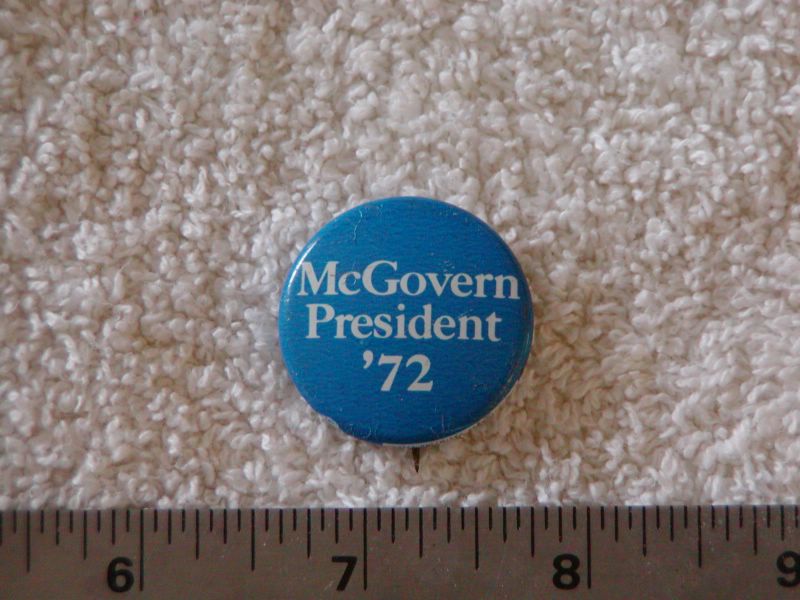 McGovern
President
’72
6 7 8 9